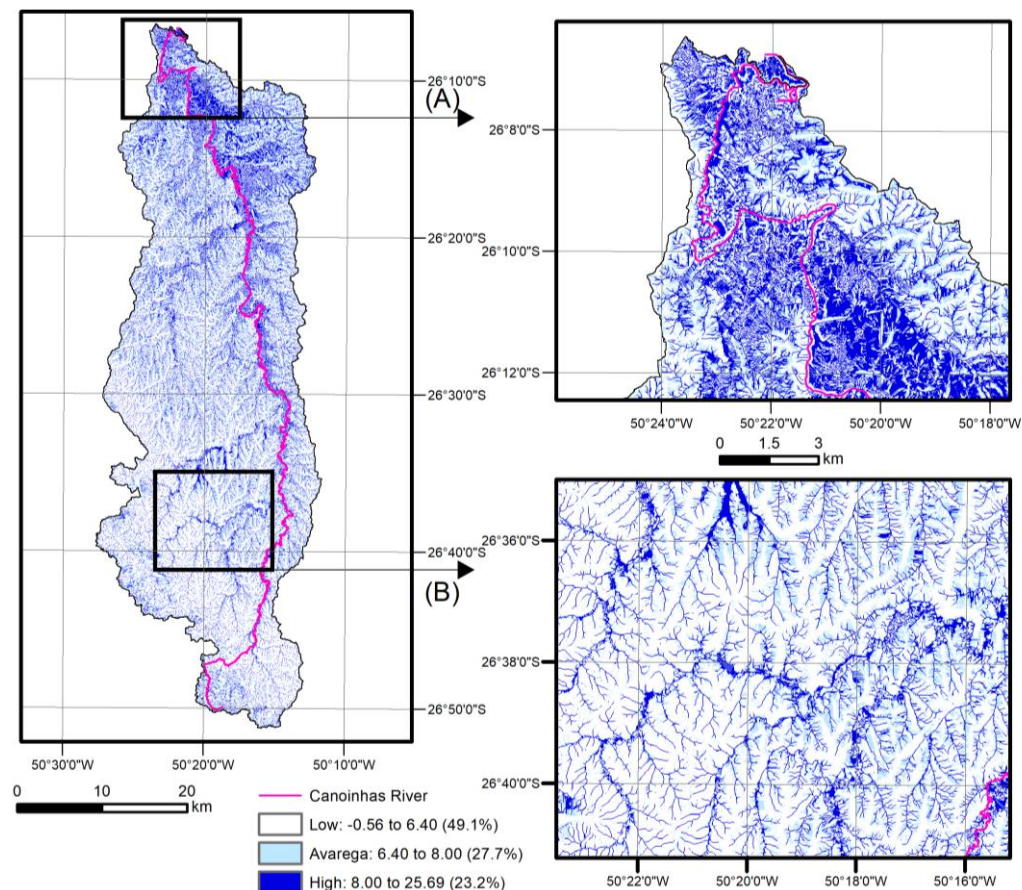 26°10'0"S
(A)
26°20'0"S
26°30'0"S
26°40'0"S
(B)
26°50'0"S
50°30'0"W 50°20'0"W 50°10'0"W
0 10 20
km
Canoinhas River
Low: -0.56 to 6.40 (49.1%)
Avarega: 6.40 to 8.00 (27.7%)
High: 8.00 to 25.69 (23.2%)
26°8'0"S
26°10'0"S
26°12'0"S
50°24'0"W 50°22'0"W 50°20'0"W 50°18'0"W
0 1.5 3
km
26°36'0"S
26°38'0"S
26°40'0"S
50°22'0"W 50°20'0"W 50°18'0"W 50°16'0"W